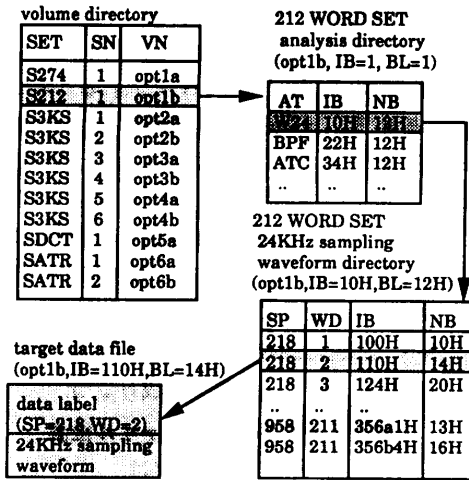 volume directory
SET SN VN
S274 1 opt1a
S212 1 opt1b
S3KS 1 opt2a
S3KS 2 opt2b
S3KS 3 opt3a
S3KS 4 opt3b
S3KS 5 opt4a
S3KS 6 opt4b
SDCT 1 opt5a
SATR 1 opt6a
SATR 2 opt6b
212 WORD SET
analysis directory
(opt1b, IB=1, BL=1)
AT IB NB
W24 10H 12H
BPF 22H 12H
ATC 34H 12H
.. .. ..
212 WORD SET
24KHz sampling
waveform directory
(opt1b,IB=10H,BL=12H)
SP WD IB NB
218 1 100H 10H
218 2 110H 14H
218 3 124H 20H
.. .. .. ..
958 211 356a1H 13H
958 211 356b4H 16H
target data file
(opt1b,IB=110H,BL=14H)
data label
(SP=218,WD=2)
24KHz sampling
waveform